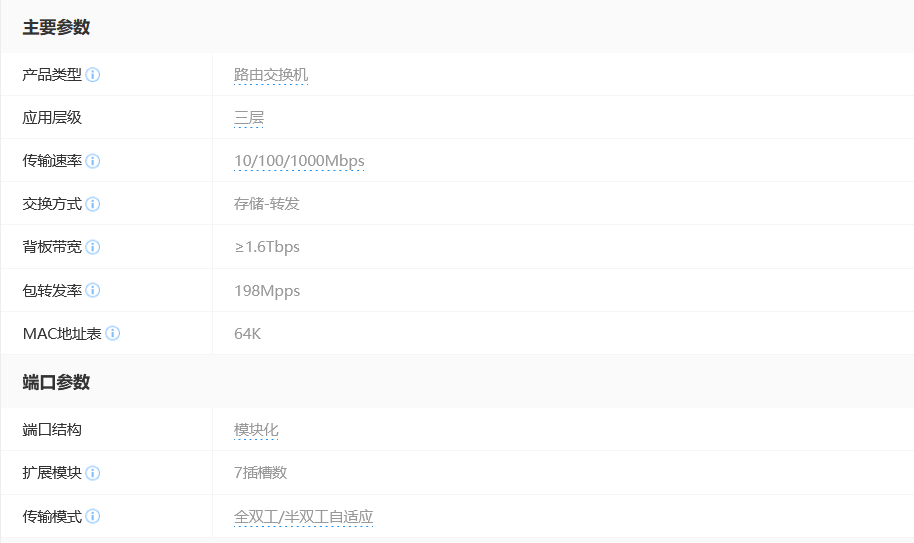 主要参数
产品类型 路由交换机
应用层级 三层
传输速率 10/100/1000Mbps
交换方式 存储-转发
背板带宽 ≥1.6Tbps
包转发率 198Mpps
MAC地址表 64K
端口参数
端口结构 模块化
扩展模块 7插槽数
传输模式 全双工/半双工自适应